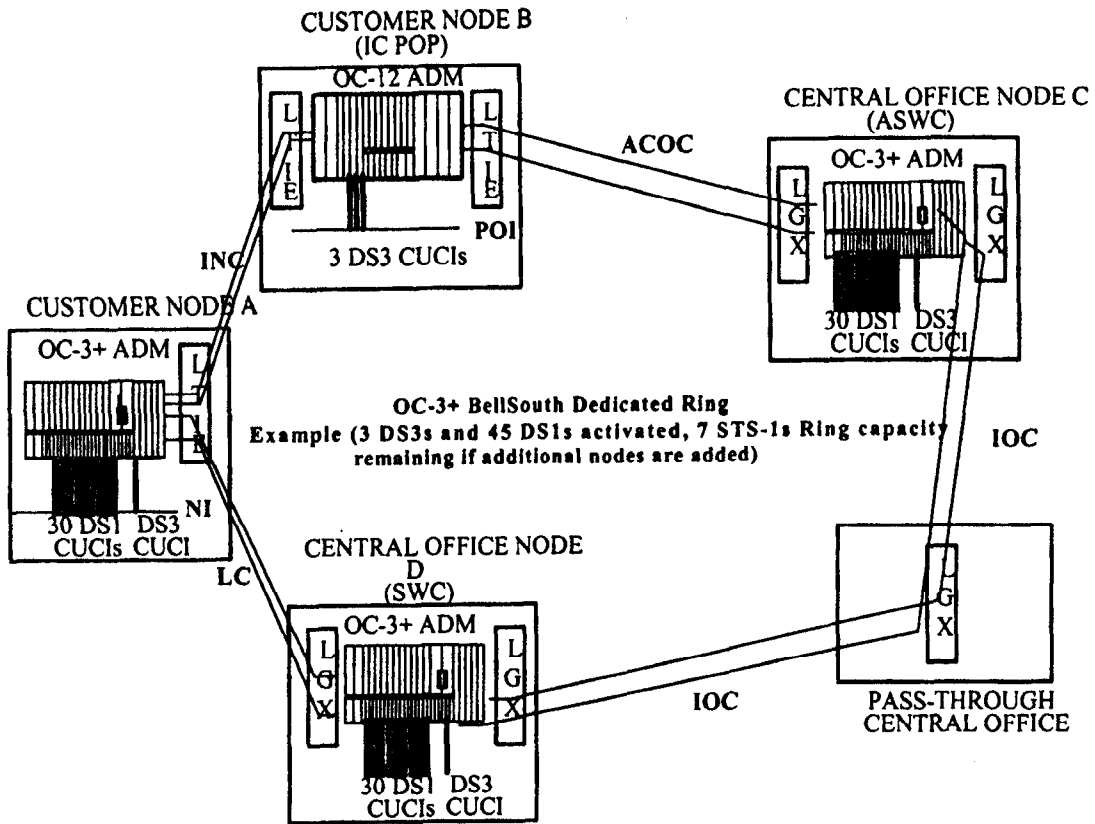 CUSTOMER NODE B
(IC POP)
OC-12 ADM
L
T
IE
L
T
IE
POI
3 DS3 CUCIs
ACOC
CENTRAL OFFICE NODE C
(ASWC)
OC-3+ ADM
L
G
X
L
G
X
30 DS1 DS3
CUCIs CUCI
INC
CUSTOMER NODE A
OC-3+ ADM
L
T
E
NI
30 DS1 DS3
CUCIs CUCI
OC-3+ BellSouth Dedicated Ring
Example (3 DS3s and 45 DS1s activated, 7 STS-1s Ring capacity
remaining if additional nodes are added)
IOC
LC
CENTRAL OFFICE NODE
D
(SWC)
OC-3+ ADM
L
G
X
L
G
X
30 DS1 DS3
CUCIs CUCI
IOC
L
G
X
PASS-THROUGH
CENTRAL OFFICE